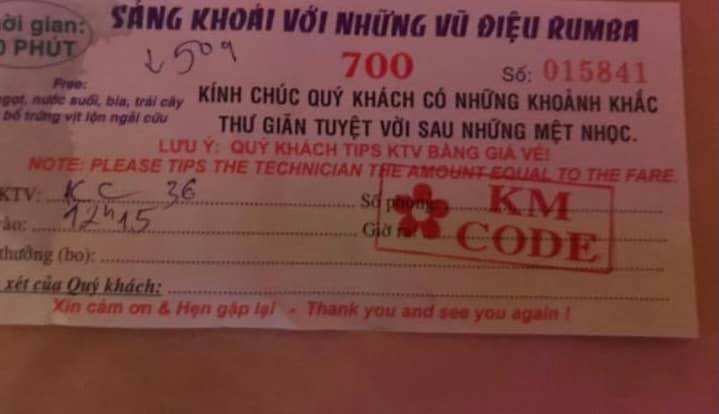 ời gian: SẢNG KHOÁI VỚI NHỮNG VŨ ĐIỆU RUMBA
0 PHÚT
700 Số: 015841
Free:
ngọt, nước suối, bia, trái cây
bổ trứng vịt lộn ngải cứu
KÍNH CHÚC QUÝ KHÁCH CÓ NHỮNG KHOẢNH KHẮC
THƯ GIÃN TUYỆT VỜI SAU NHỮNG MỆT NHỌC.
LƯU Ý: QUÝ KHÁCH TIPS KTV BẰNG GIÁ VÉ!
NOTE: PLEASE TIPS THE TECHNICIAN THE AMOUNT EQUAL TO THE FARE.
KTV: KC 36 Số phòng:
KM
vào: 12h15 Giờ ra:
CODE
thưởng (bo):
xét của Quý khách:
Xin cảm ơn & Hẹn gặp lại - Thank you and see you again !